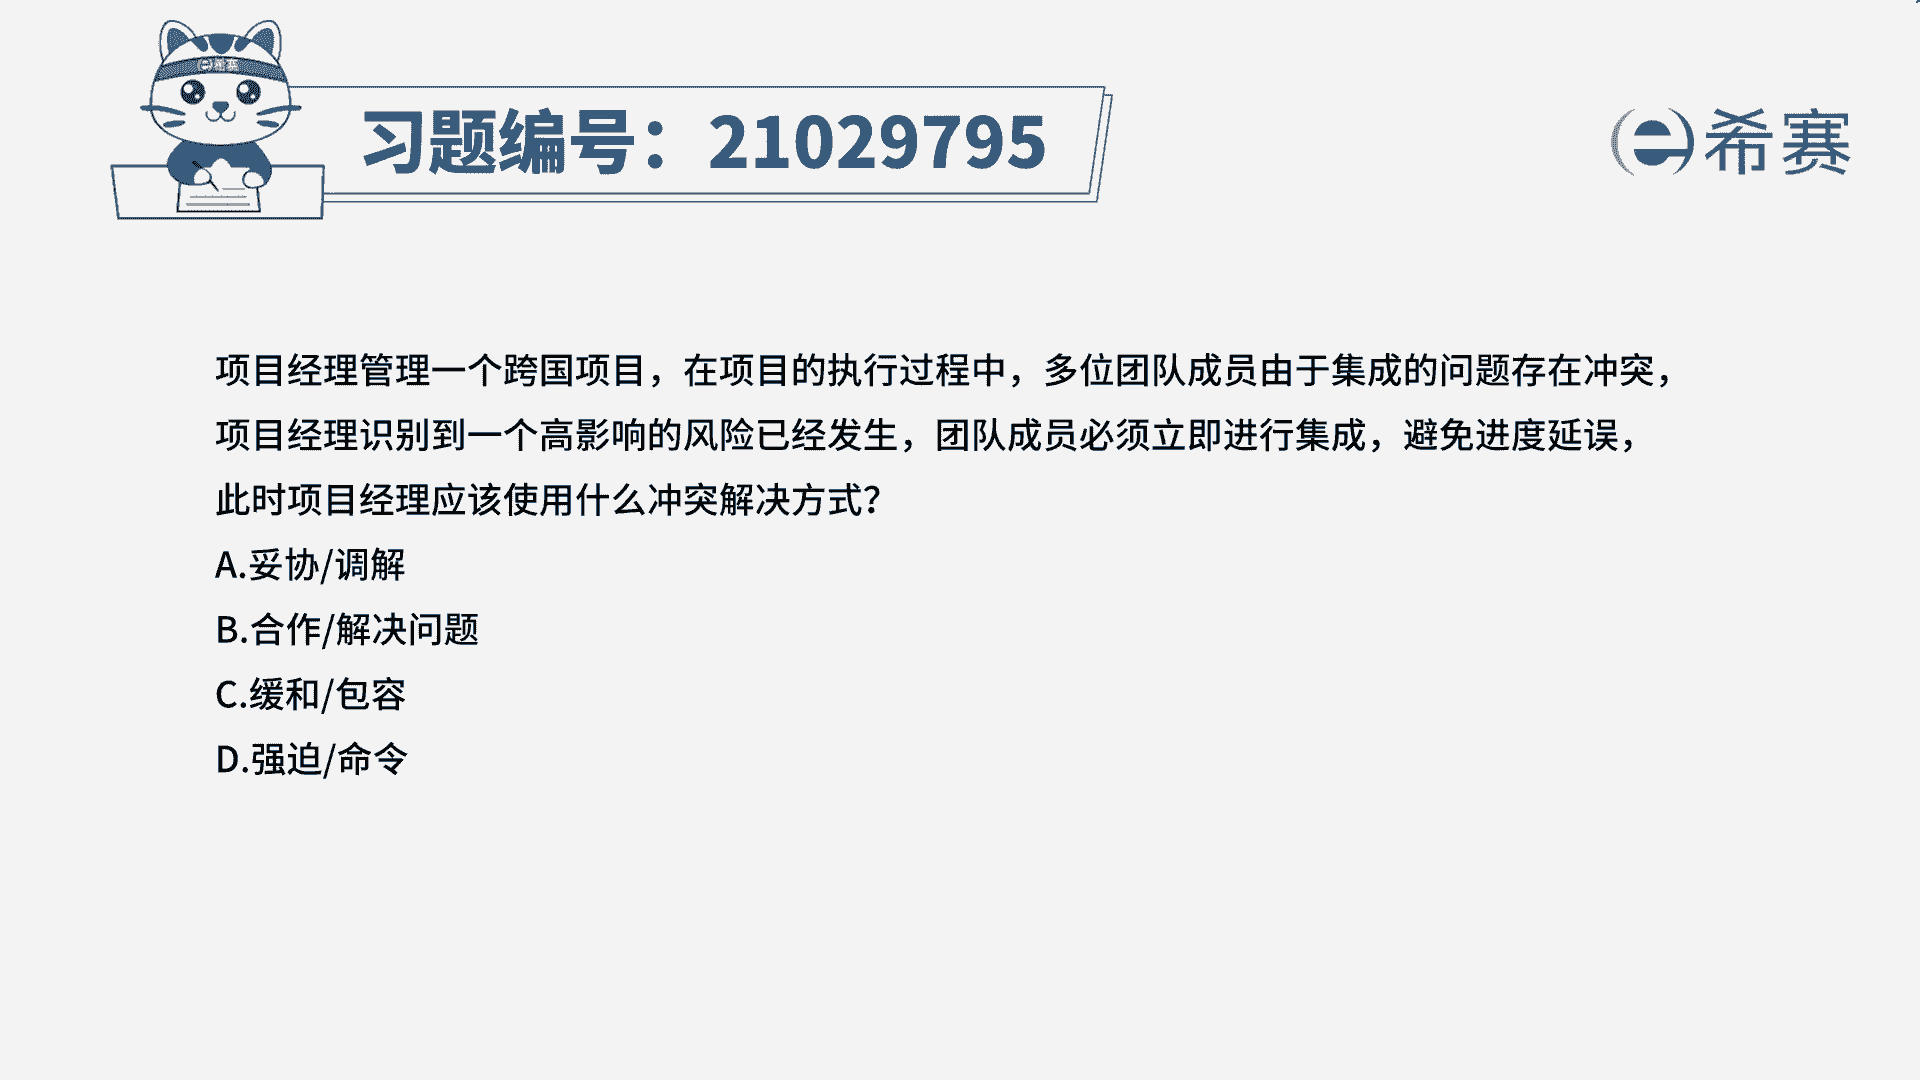 希赛
习题编号：21029795
希赛
项目经理管理一个跨国项目，在项目的执行过程中，多位团队成员由于集成的问题存在冲突，
项目经理识别到一个高影响的风险已经发生，团队成员必须立即进行集成，避免进度延误，
此时项目经理应该使用什么冲突解决方式？
A.妥协/调解
B.合作/解决问题
C.缓和/包容
D.强迫/命令